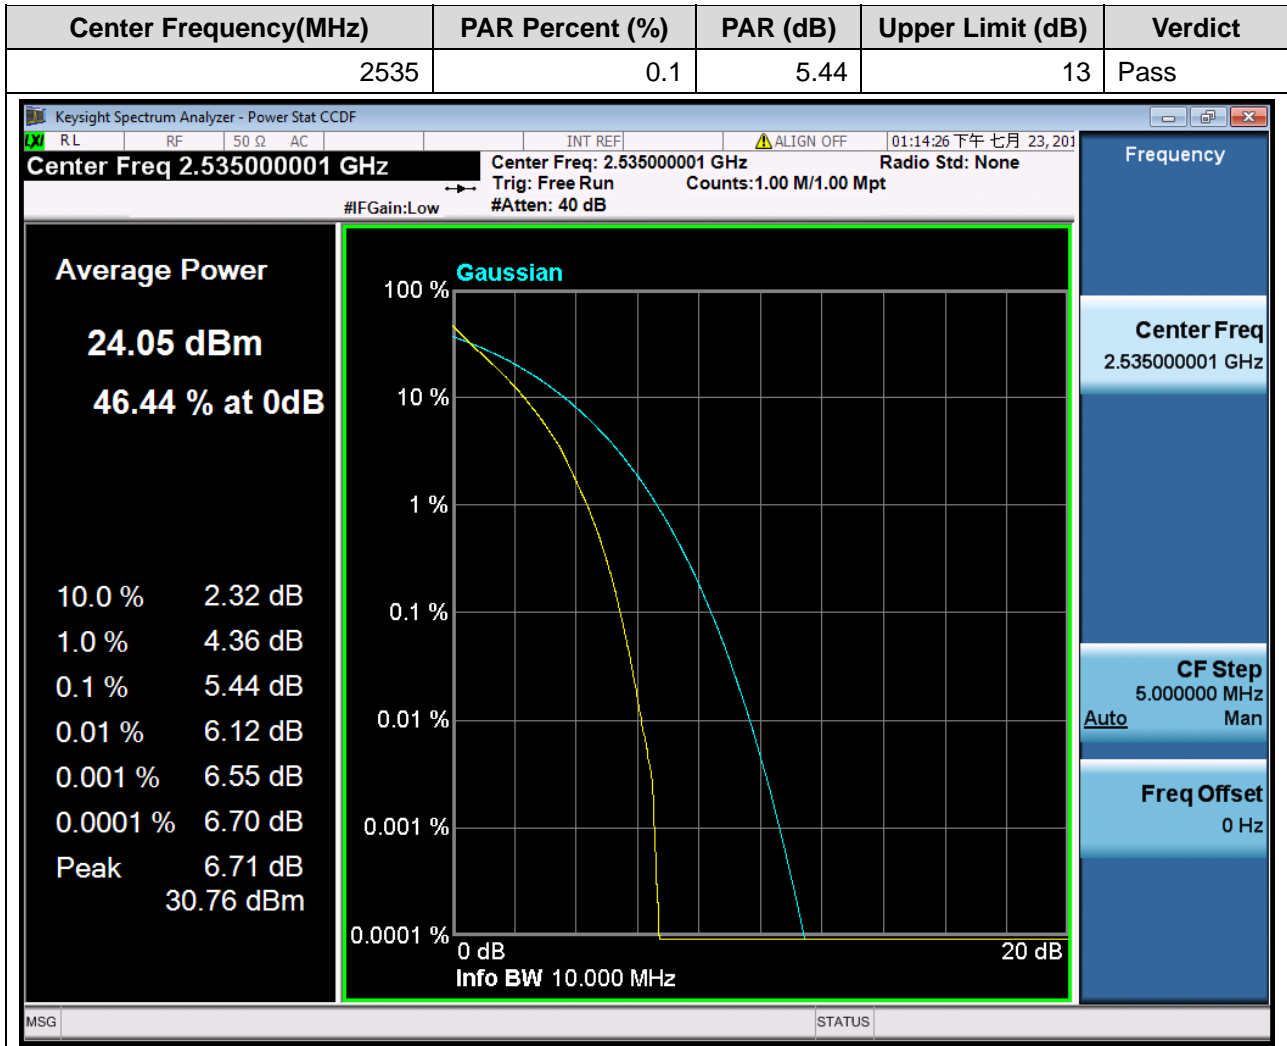 Center Frequency(MHz) PAR Percent (%) PAR (dB) Upper Limit (dB) Verdict
2535 0.1 5.44 13 Pass
Keysight Spectrum Analyzer - Power Stat CCDF
LXI RL RF 50 Ω AC INT REF ALIGN OFF 01:14:26 下午 七月 23, 201
Center Freq 2.535000001 GHz
Center Freq: 2.535000001 GHz Radio Std: None
Trig: Free Run Counts:1.00 M/1.00 Mpt
#IFGain:Low #Atten: 40 dB
Frequency
Average Power
24.05 dBm
46.44 % at 0dB
10.0 % 2.32 dB
1.0 % 4.36 dB
0.1 % 5.44 dB
0.01 % 6.12 dB
0.001 % 6.55 dB
0.0001 % 6.70 dB
Peak 6.71 dB
30.76 dBm
Gaussian
100 %
10 %
1 %
0.1 %
0.01 %
0.001 %
0.0001 %
0 dB 20 dB
Info BW 10.000 MHz
Center Freq
2.535000001 GHz
CF Step
5.000000 MHz
Auto Man
Freq Offset
0 Hz
MSG STATUS